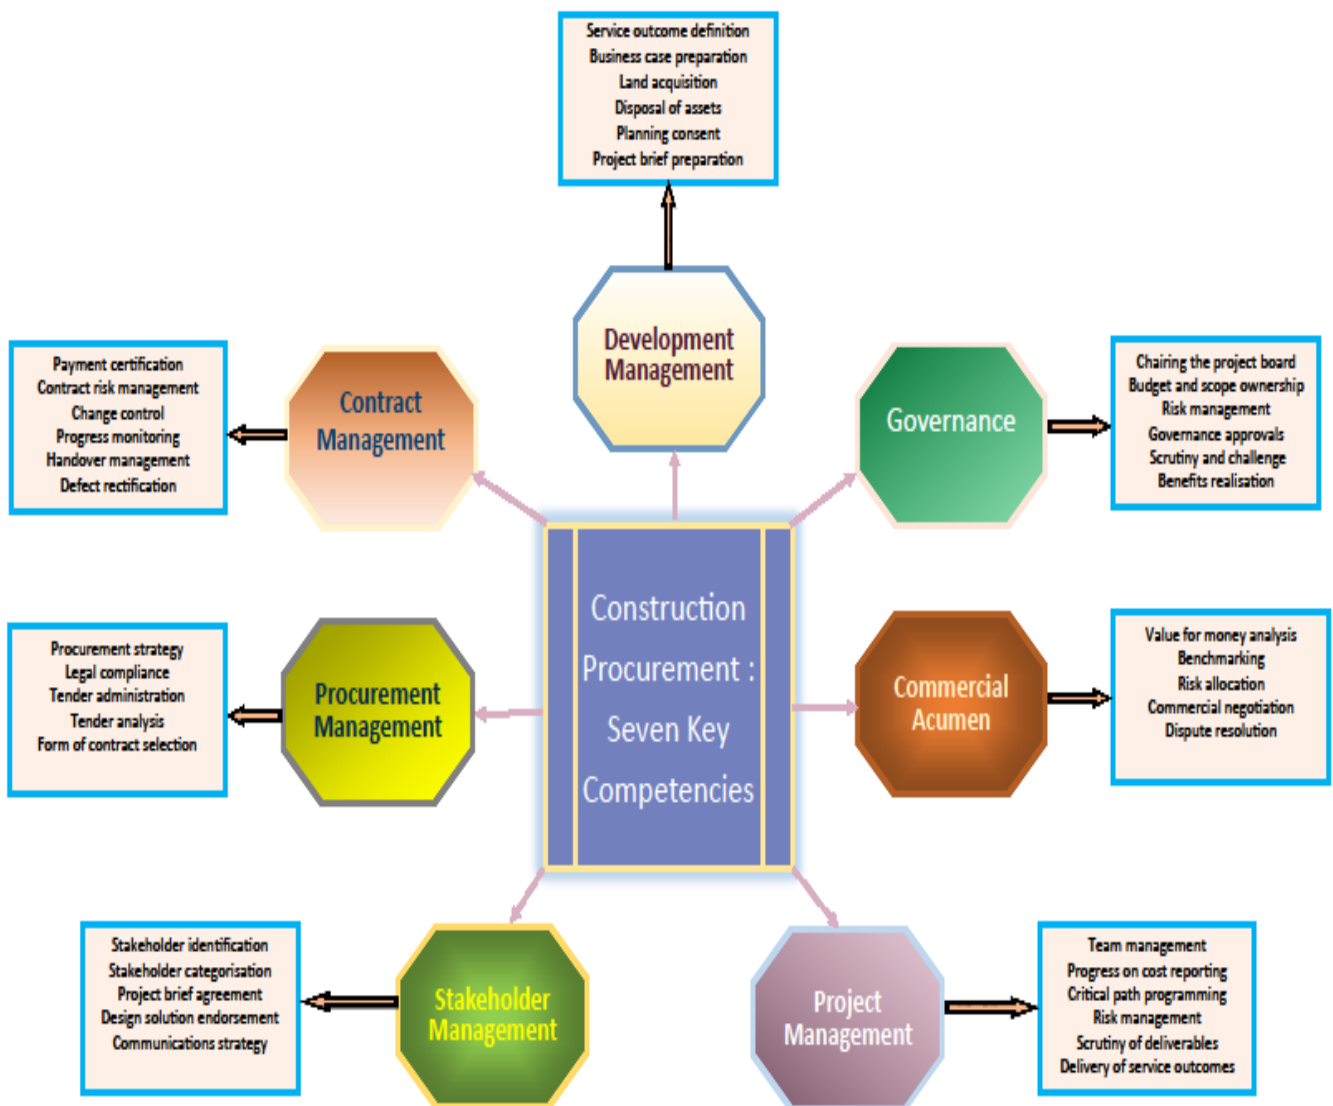 Service outcome definition
Business case preparation
Land acquisition
Disposal of assets
Planning consent
Project brief preparation
Development
Management
Payment certification
Contract risk management
Change control
Progress monitoring
Handover management
Defect rectification
Contract
Management
Governance
Chairing the project board
Budget and scope ownership
Risk management
Governance approvals
Scrutiny and challenge
Benefits realisation
Construction
Procurement :
Seven Key
Competencies
Procurement strategy
Legal compliance
Tender administration
Tender analysis
Form of contract selection
Procurement
Management
Commercial
Acumen
Value for money analysis
Benchmarking
Risk allocation
Commercial negotiation
Dispute resolution
Stakeholder identification
Stakeholder categorisation
Project brief agreement
Design solution endorsement
Communications strategy
Stakeholder
Management
Project
Management
Team management
Progress on cost reporting
Critical path programming
Risk management
Scrutiny of deliverables
Delivery of service outcomes